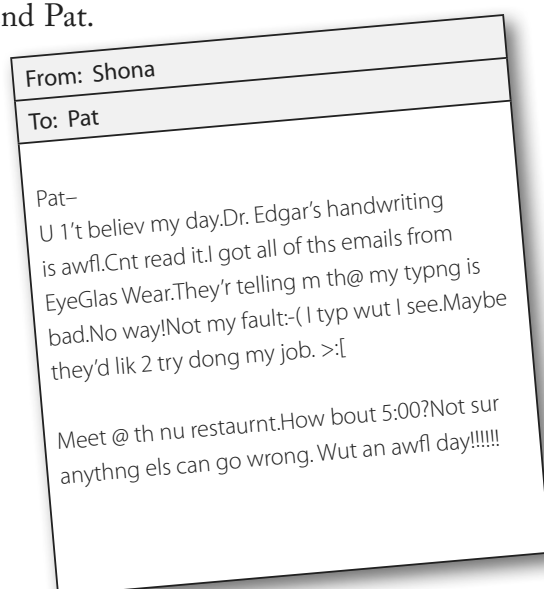 nd Pat.
From: Shona
To: Pat
Pat–
U 1't believ my day.Dr. Edgar's handwriting
is awfl.Cnt read it.I got all of ths emails from
EyeGlas Wear.They'r telling m th@ my typng is
bad.No way!Not my fault:-( I typ wut I see.Maybe
they'd lik 2 try dong my job. >:[
Meet @ th nu restaurnt.How bout 5:00?Not sur
anythng els can go wrong. Wut an awfl day!!!!!!